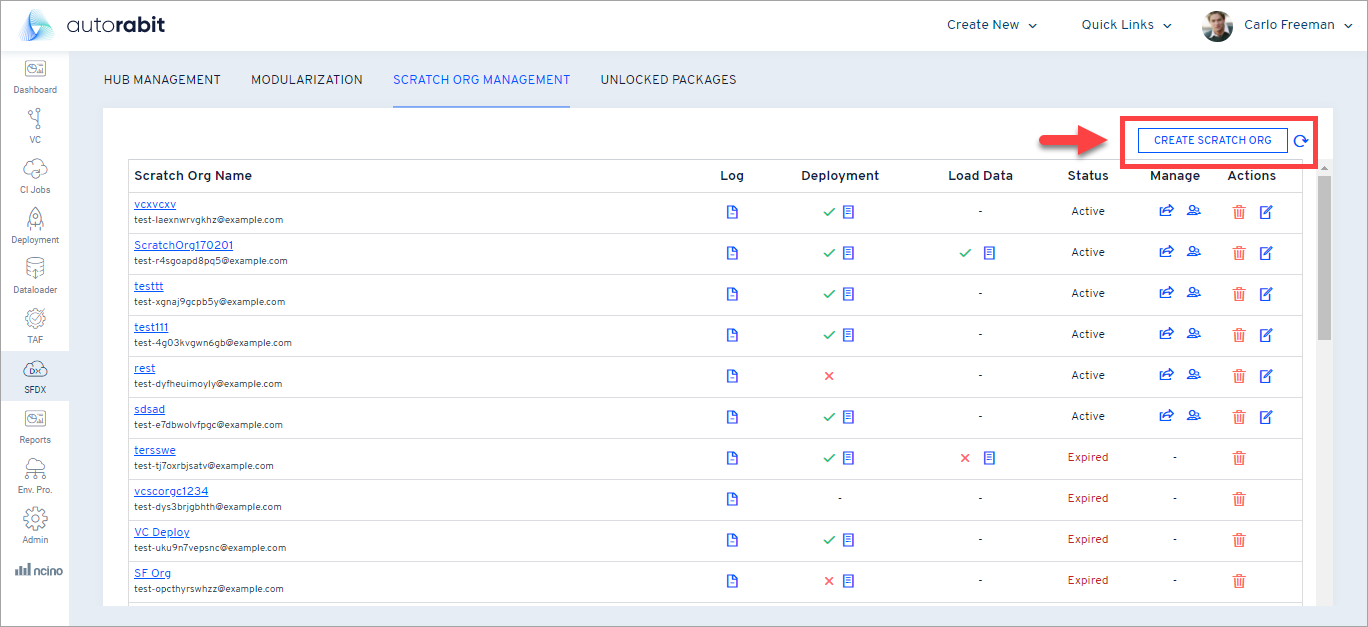 autorabit
Create New
Quick Links
Carlo Freeman
Dashboard
VC
CI Jobs
Deployment
Dataloader
TAF
DX
SFDX
Reports
Env. Pro.
Admin
ncino
HUB MANAGEMENT MODULARIZATION SCRATCH ORG MANAGEMENT UNLOCKED PACKAGES
CREATE SCRATCH ORG
Scratch Org Name Log Deployment Load Data Status Manage Actions
vcxvcxv - Active
test-laexnwrvgkhz@example.com
ScratchOrg170201 Active
test-r4sgoapd8pq5@example.com
testtt - Active
test-xgnaj9gcpb5y@example.com
test111 - Active
test-4g03kvgwn6gb@example.com
rest - Active
test-dyfheuimoyly@example.com
sdsad - Active
test-e7dbwolvfpgc@example.com
tersswe Expired -
test-tj7oxrbjsatv@example.com
vcscorgc1234 - - Expired -
test-dys3brjgbhth@example.com
VC Deploy - Expired -
test-uku9n7vepsnc@example.com
SF Org - Expired -
test-opcthyrswhzz@example.com